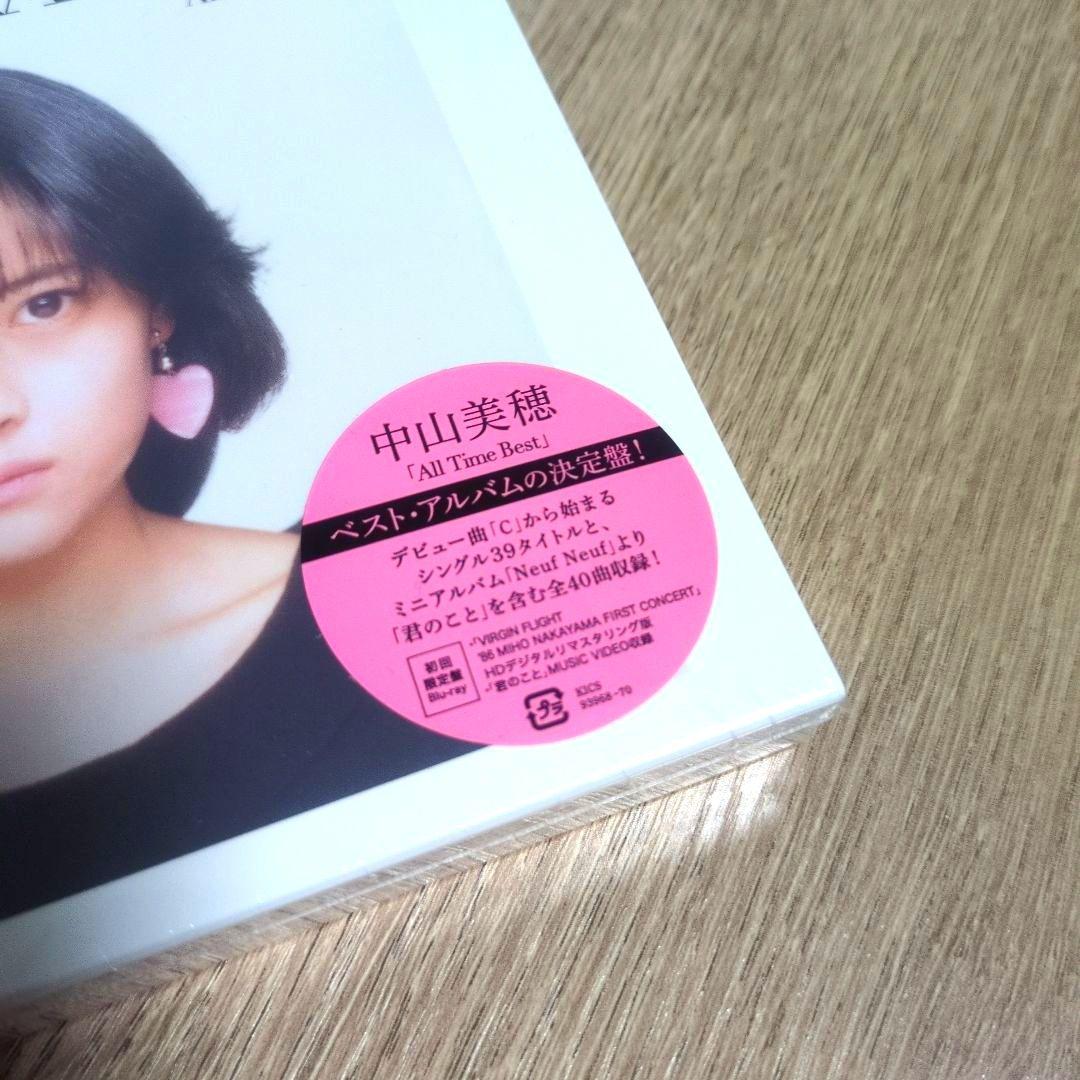 中山美穂
「All Time Best」
ベスト・アルバムの決定盤!
デビュー曲「C」から始まる
シングル39タイトルと、
ミニアルバム「Neuf Neuf」より
「君のこと」を含む全40曲収録!
初回
限定盤
Blu-ray
-「VIRGIN FLIGHT
'86 MIHO NAKAYAMA FIRST CONCERT」
HDデジタルリマスタリング版
-「君のこと」MUSIC VIDEO収録
プラ
KICS
93968-70